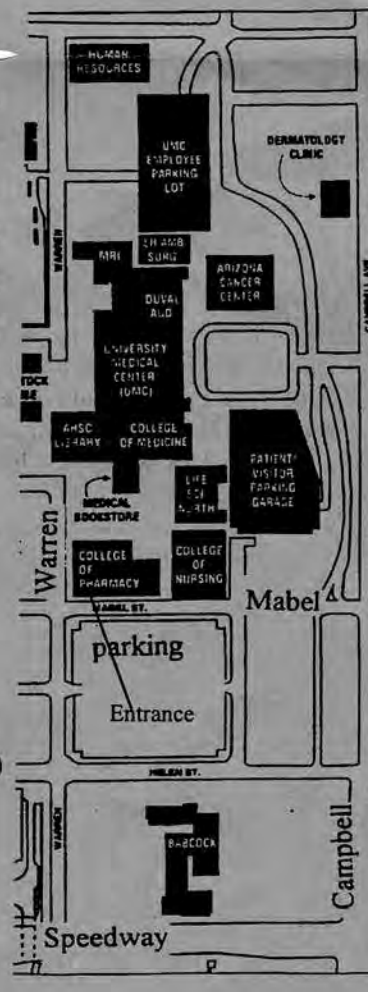 HUMAN
RESOURCES
UMC
EMPLOYEE
PARKING
LOT
DERMATOLOGY
CLINIC
WARREN
MRI
AMB
SURG
ARIZONA
CANCER
CENTER
DUVAL
AUD
CAMPBELL AVE
UNIVERSITY
MEDICAL
CENTER
(UMC)
AHSC
LIBRARY
COLLEGE
OF MEDICINE
PATIENT/
VISITOR
PARKING
GARAGE
LIFE
SCI
NORTH
MEDICAL
BOOKSTORE
Warren
COLLEGE
OF
PHARMACY
COLLEGE
OF
NURSING
MABEL ST.
Mabel
parking
Entrance
HELEN ST.
WARREN
BABCOCK
Campbell
Speedway